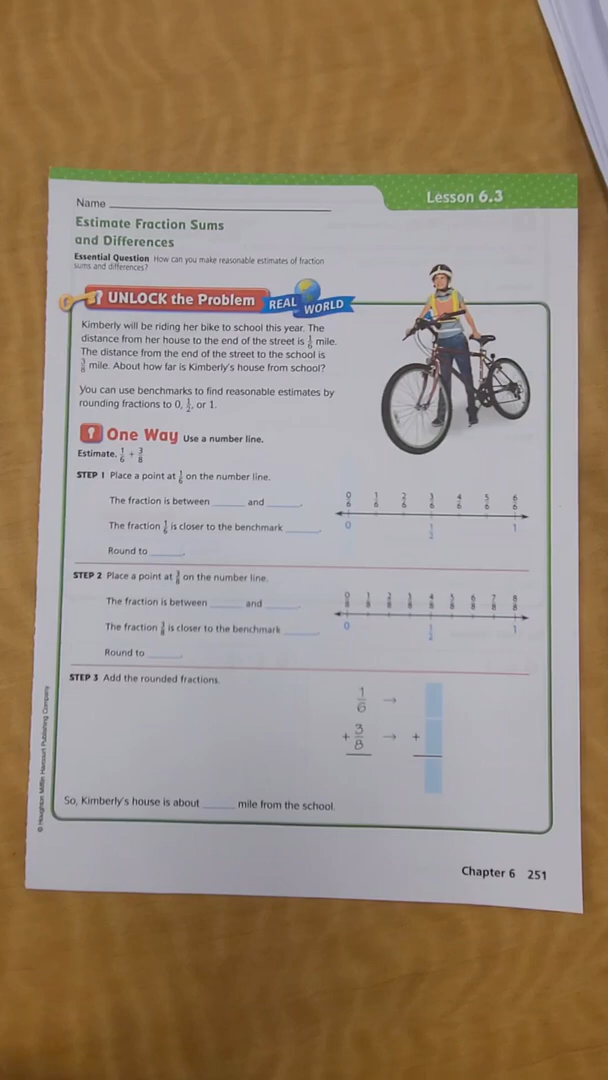 Lesson 6.3
Name
Estimate Fraction Sums
and Differences
Essential Question How can you make reasonable estimates of fraction
sums and differences?
UNLOCK the Problem REAL WORLD
Kimberly will be riding her bike to school this year. The
distance from her house to the end of the street is 1/6 mile.
The distance from the end of the street to the school is
3/8 mile. About how far is Kimberly's house from school?
You can use benchmarks to find reasonable estimates by
rounding fractions to 0, 1/2, or 1.
One Way Use a number line.
Estimate. 1/6 + 3/8
STEP 1 Place a point at 1/6 on the number line.
The fraction is between ____ and ____.
The fraction 1/6 is closer to the benchmark ____.
Round to ____.
0/6 1/6 2/6 3/6 4/6 5/6 6/6
0 1/2 1
STEP 2 Place a point at 3/8 on the number line.
The fraction is between ____ and ____.
The fraction 3/8 is closer to the benchmark ____.
Round to ____.
0/8 1/8 2/8 3/8 4/8 5/8 6/8 7/8 8/8
0 1/2 1
STEP 3 Add the rounded fractions.
1/6 →
+ 3/8 → +
So, Kimberly's house is about ____ mile from the school.
© Houghton Mifflin Harcourt Publishing Company
Chapter 6 251